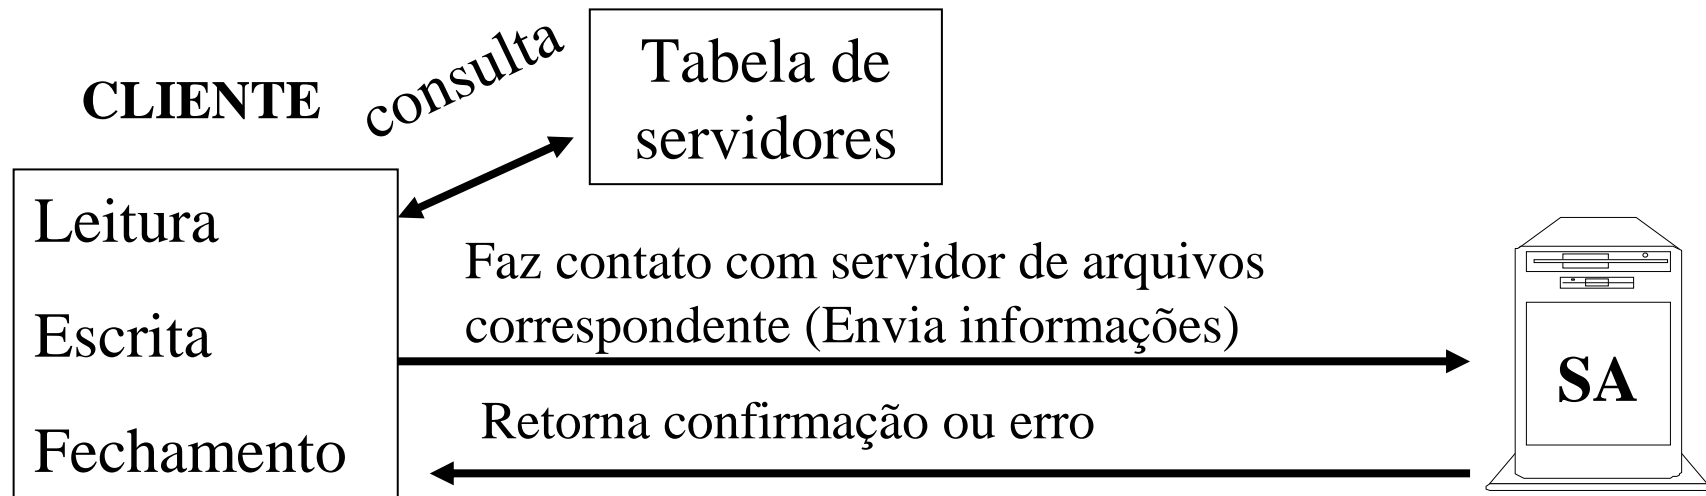 consulta
Tabela de
servidores
CLIENTE
Leitura
Escrita
Fechamento
Faz contato com servidor de arquivos
correspondente (Envia informações)
Retorna confirmação ou erro
SA